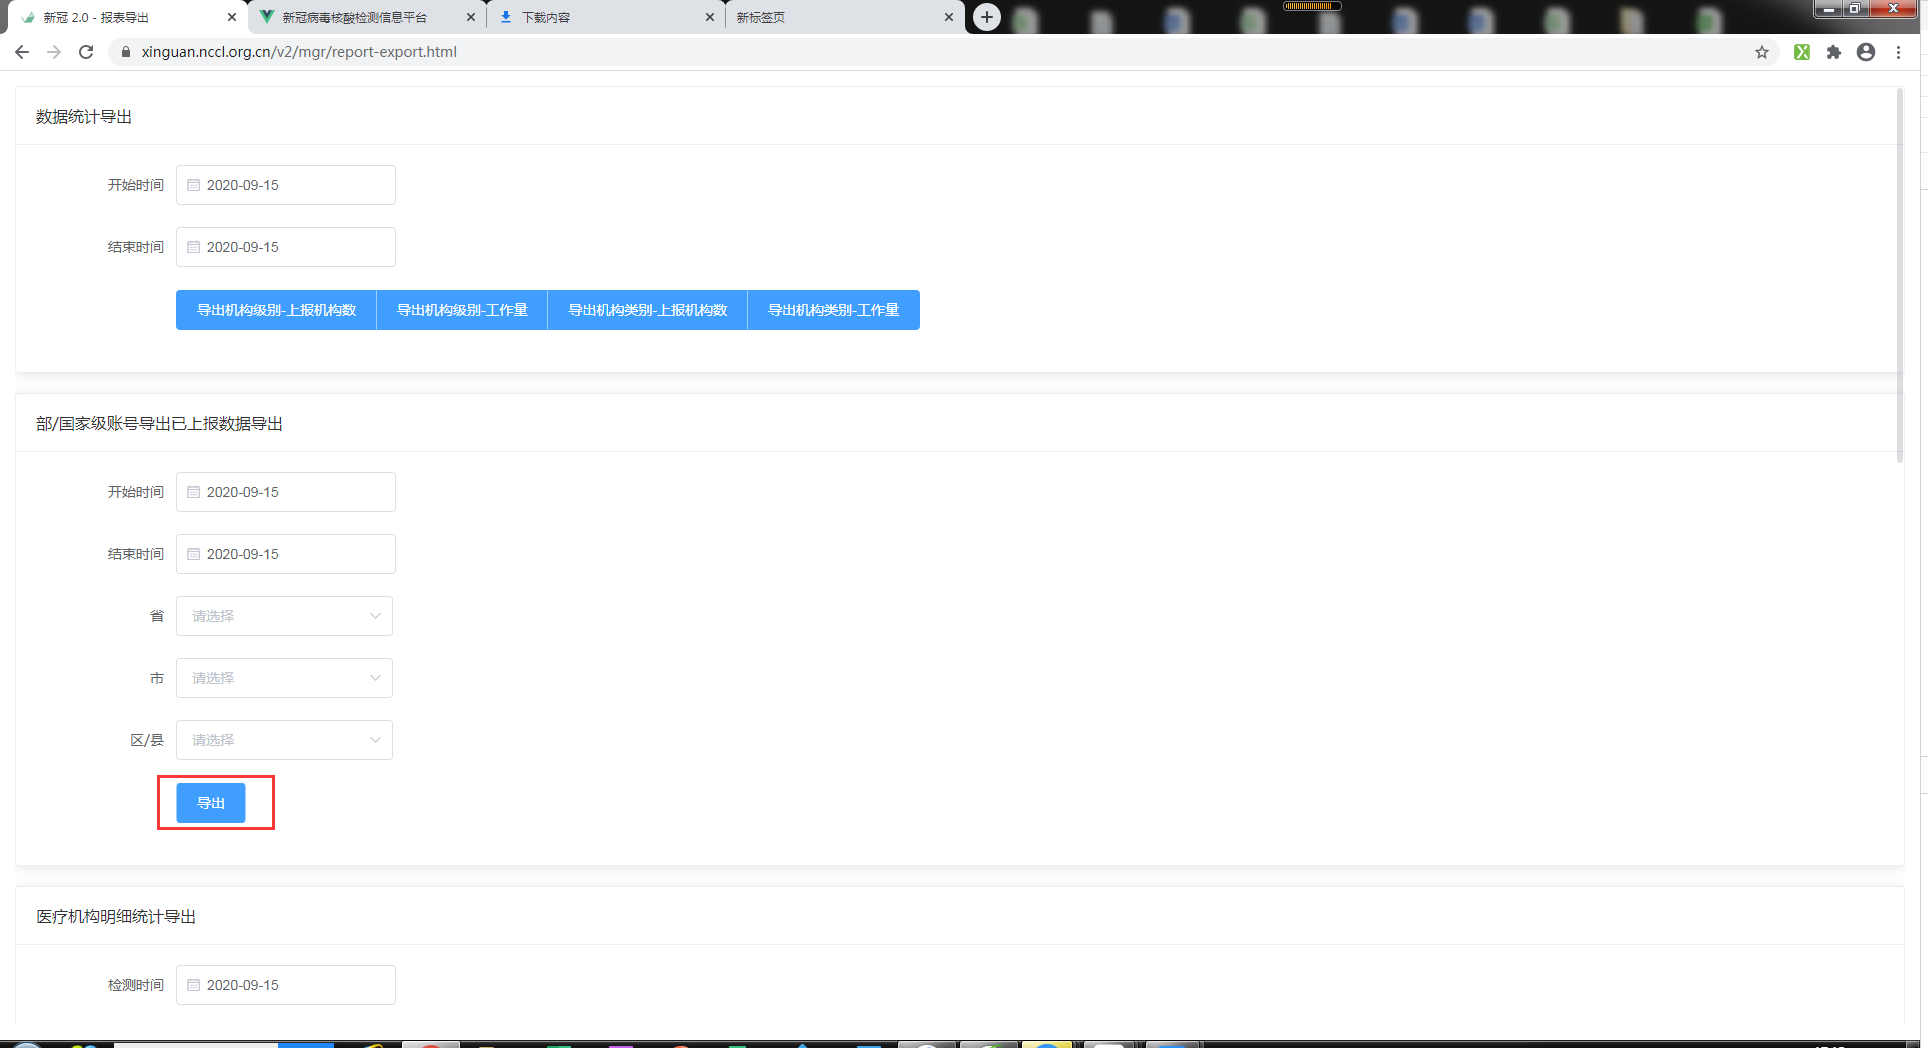 新冠 2.0 - 报表导出
新冠病毒核酸检测信息平台
下载内容
新标签页
xinguan.nccl.org.cn/v2/mgr/report-export.html
数据统计导出
开始时间 2020-09-15
结束时间 2020-09-15
导出机构级别-上报机构数 导出机构级别-工作量 导出机构类别-上报机构数 导出机构类别-工作量
部/国家级账号导出已上报数据导出
开始时间 2020-09-15
结束时间 2020-09-15
省 请选择
市 请选择
区/县 请选择
导出
医疗机构明细统计导出
检测时间 2020-09-15